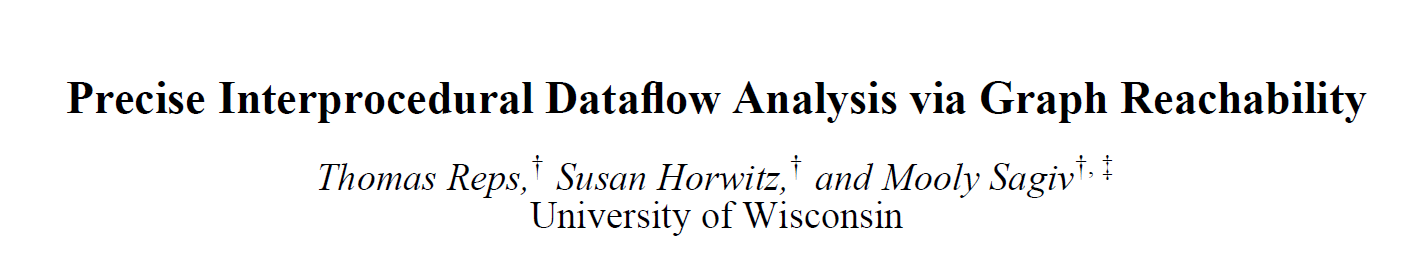 Precise Interprocedural Dataflow Analysis via Graph Reachability
Thomas Reps,† Susan Horwitz,† and Mooly Sagiv†, ‡
University of Wisconsin